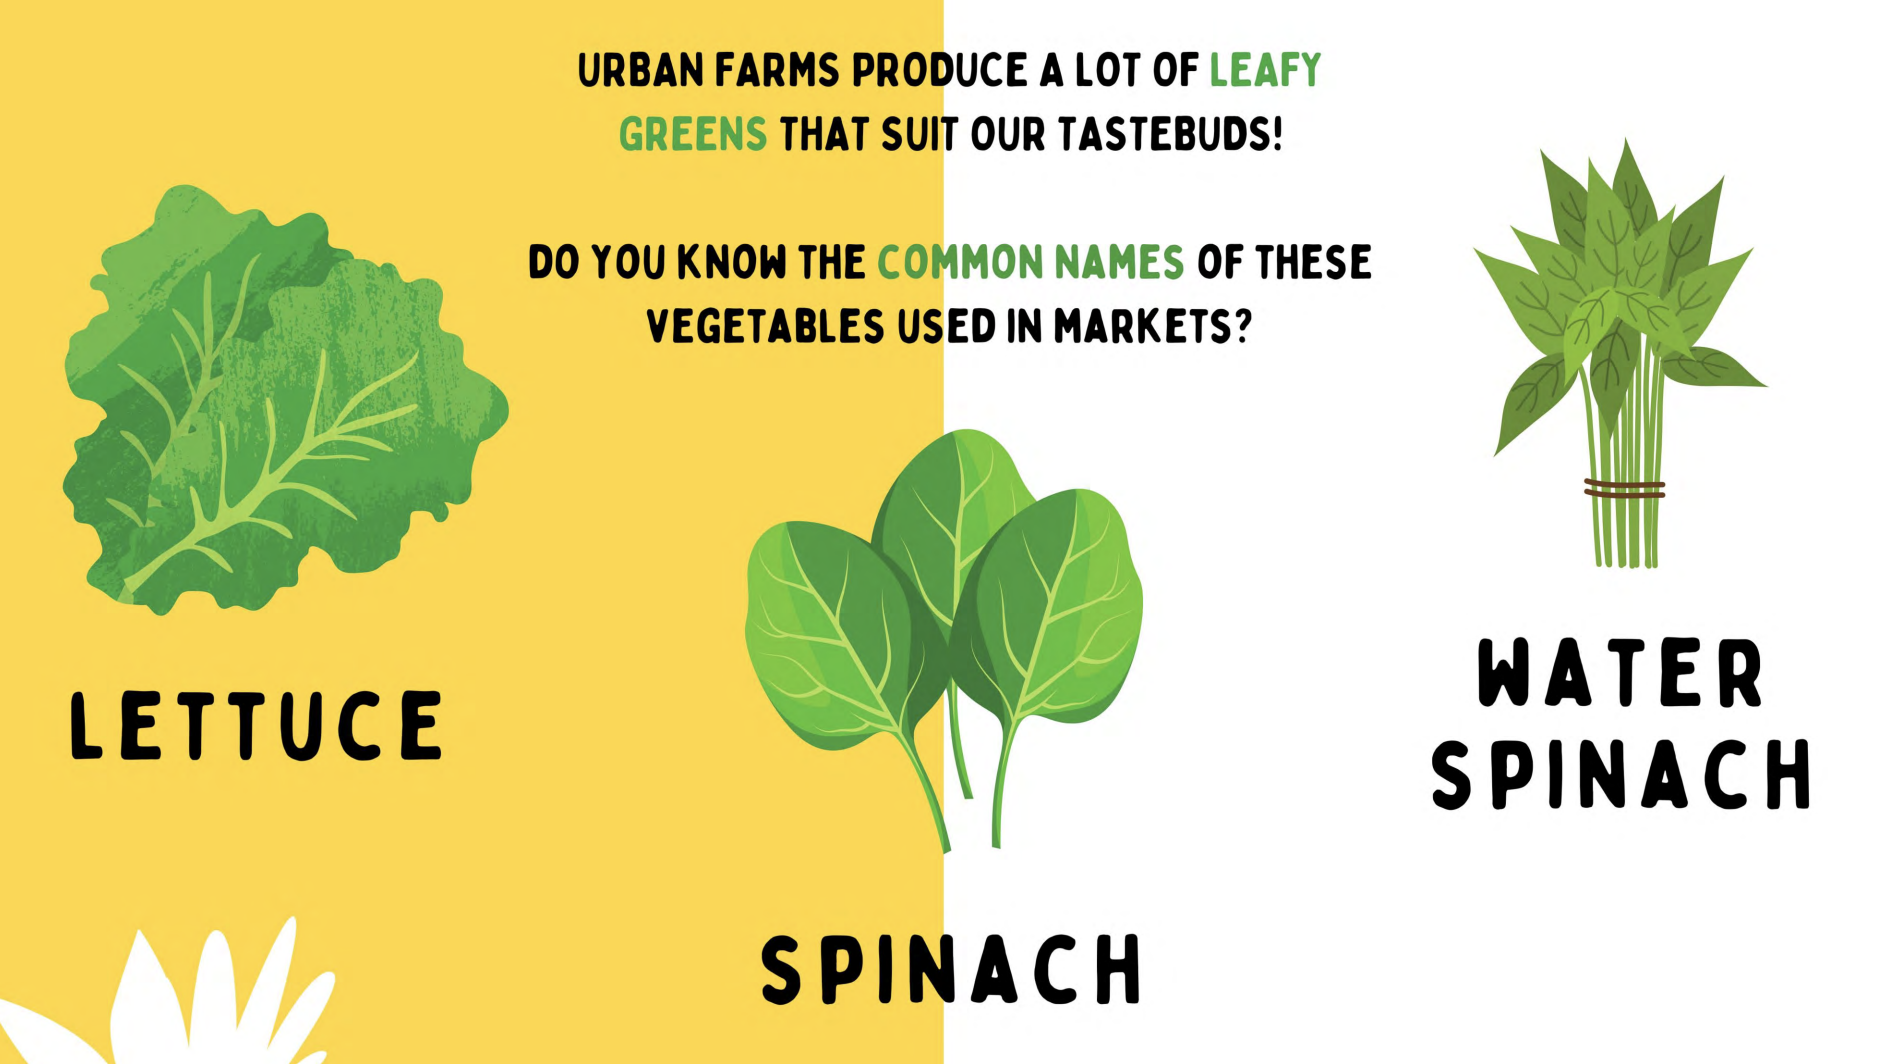 URBAN FARMS PRODUCE A LOT OF LEAFY
GREENS THAT SUIT OUR TASTEBUDS!
DO YOU KNOW THE COMMON NAMES OF THESE
VEGETABLES USED IN MARKETS?
LETTUCE
SPINACH
WATER
SPINACH